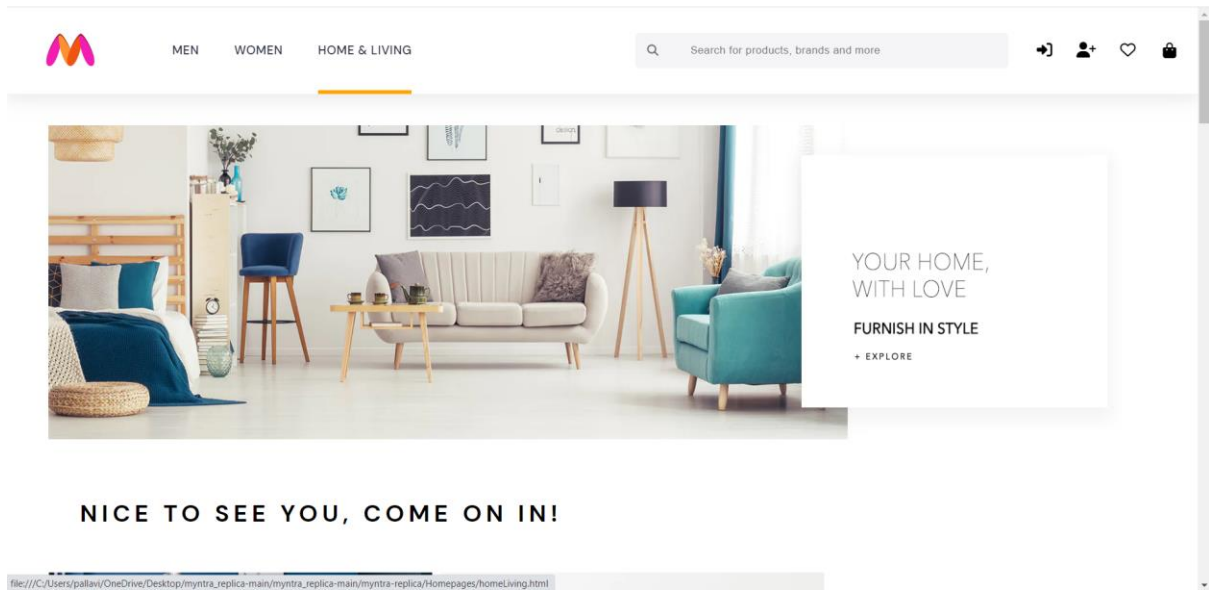 MEN WOMEN HOME & LIVING Search for products, brands and more
design.
YOUR HOME,
WITH LOVE
FURNISH IN STYLE
+ EXPLORE
NICE TO SEE YOU, COME ON IN!
file:///C:/Users/pallavi/OneDrive/Desktop/myntra_replica-main/myntra_replica-main/myntra-replica/Homepages/homeLiving.html